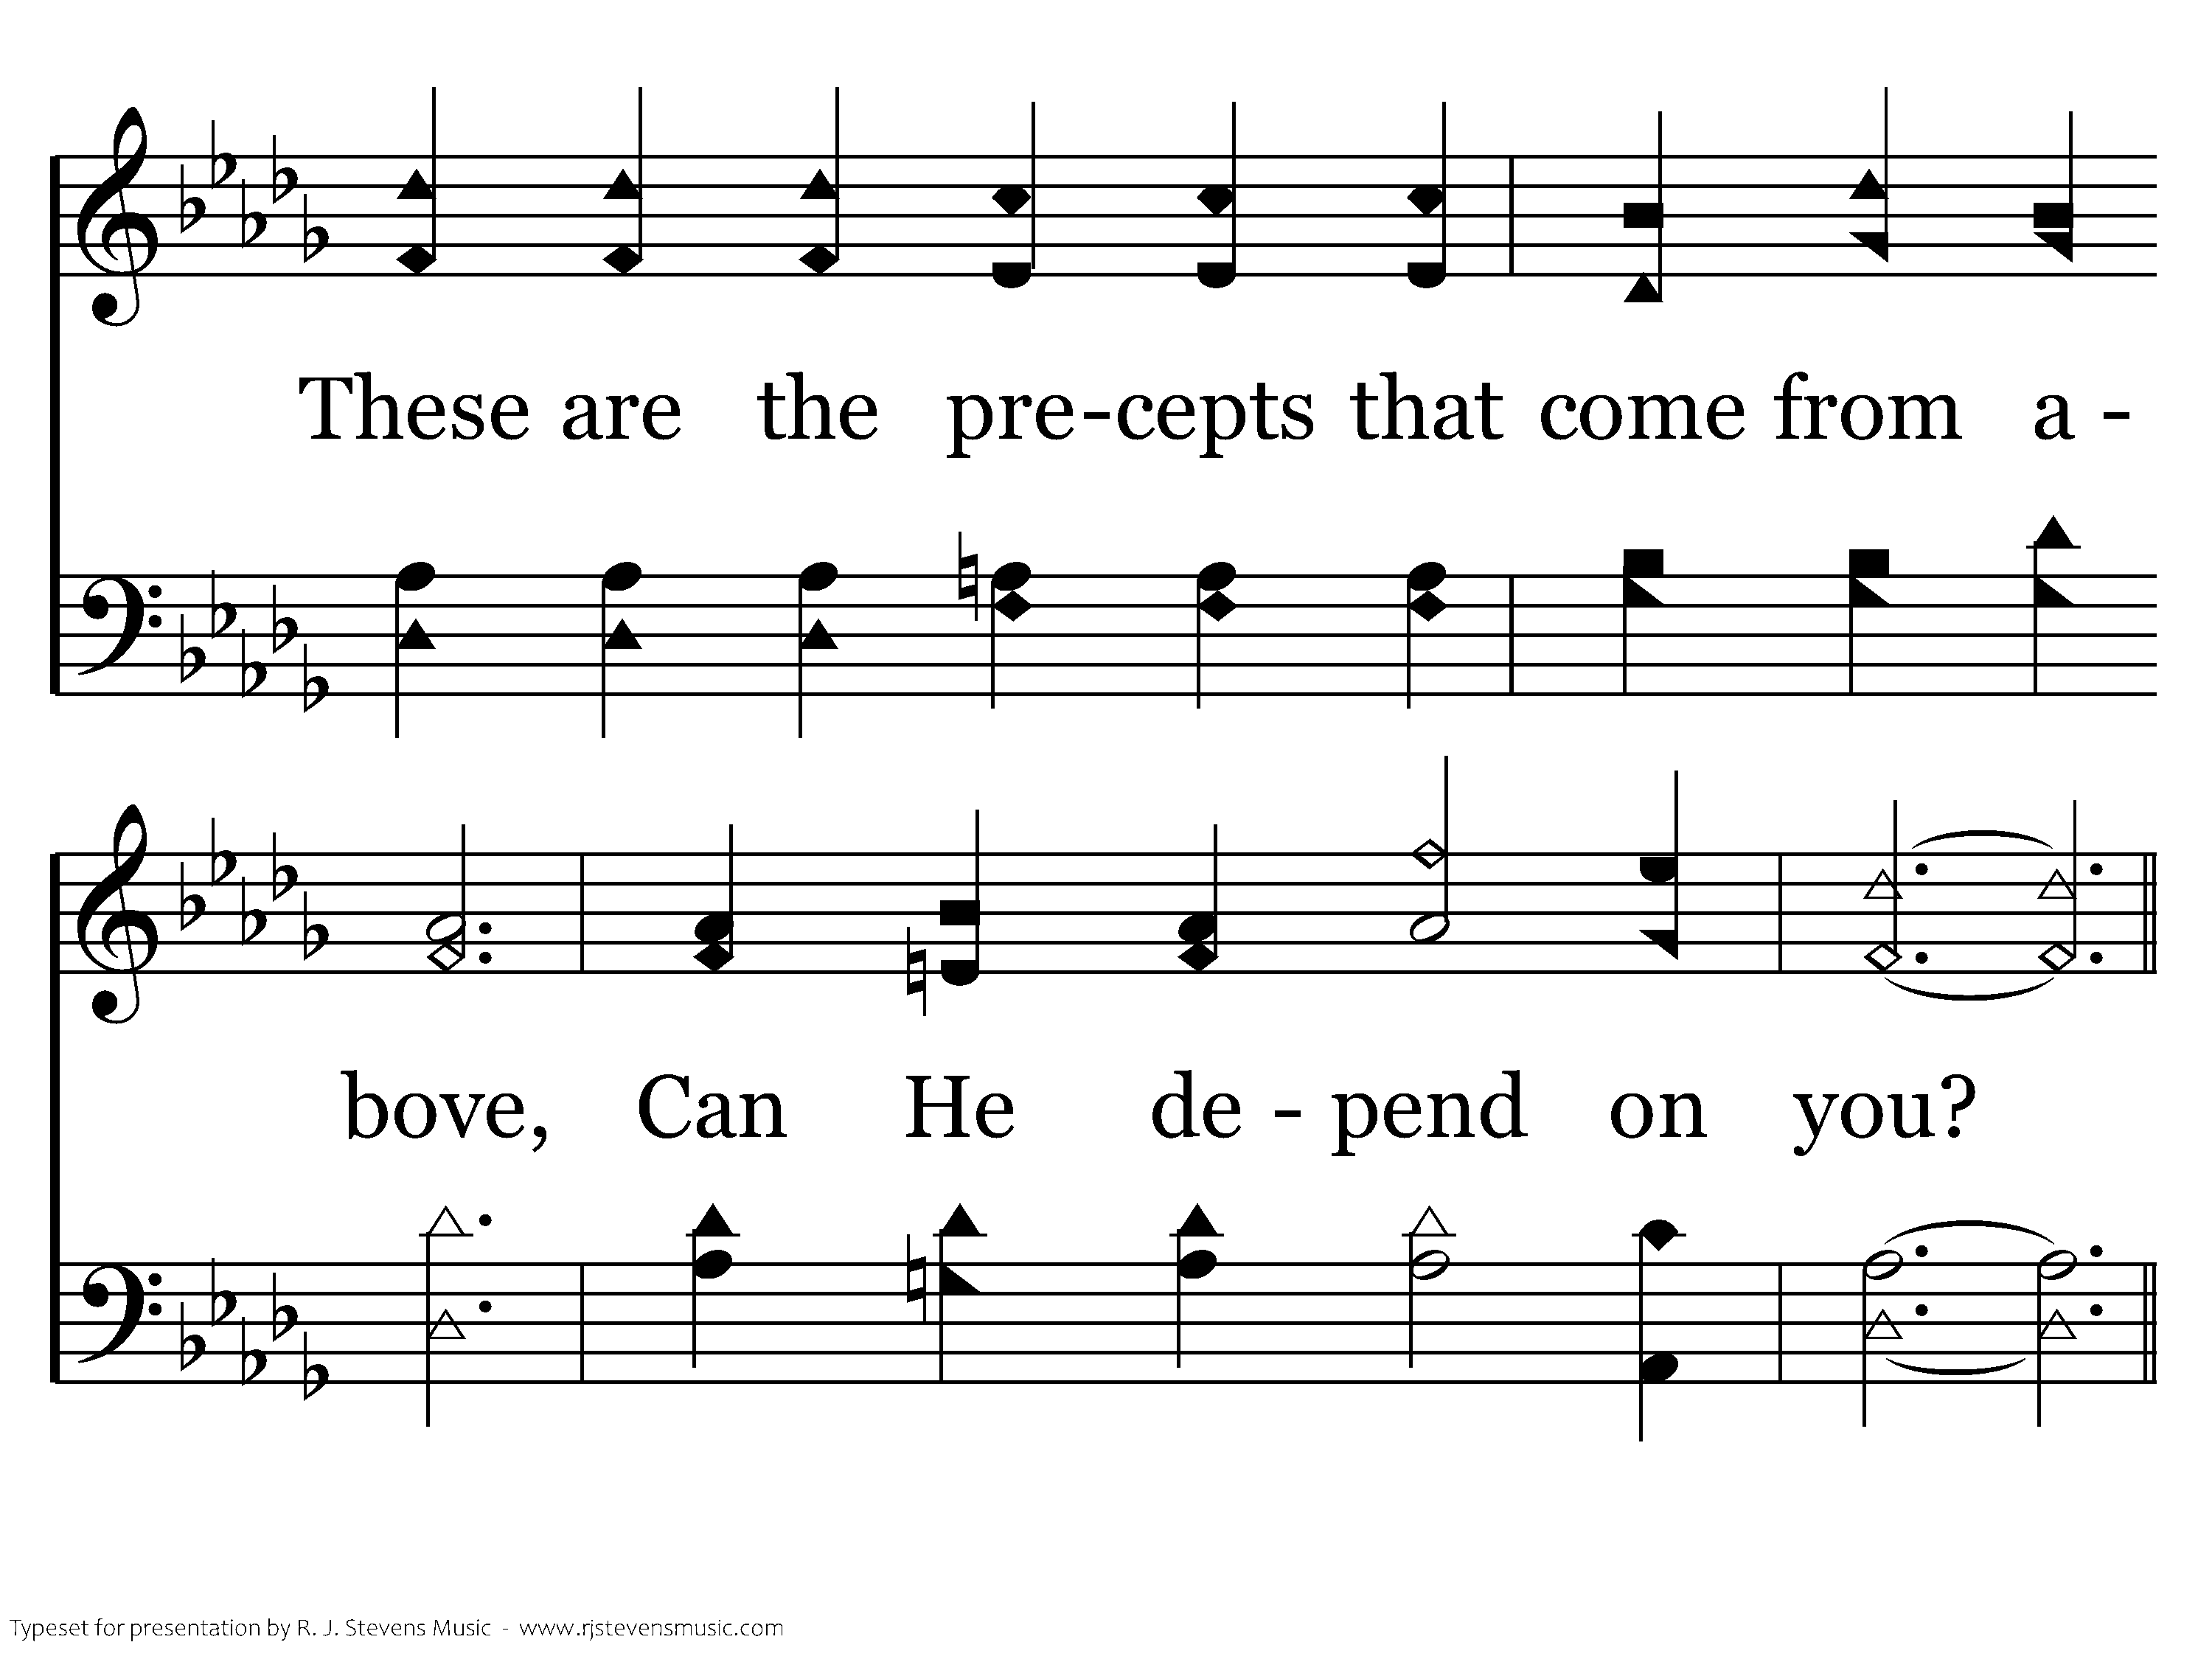 These are the pre-cepts that come from a -
bove, Can He de - pend on you?
Typeset for presentation by R. J. Stevens Music - www.rjstevensmusic.com